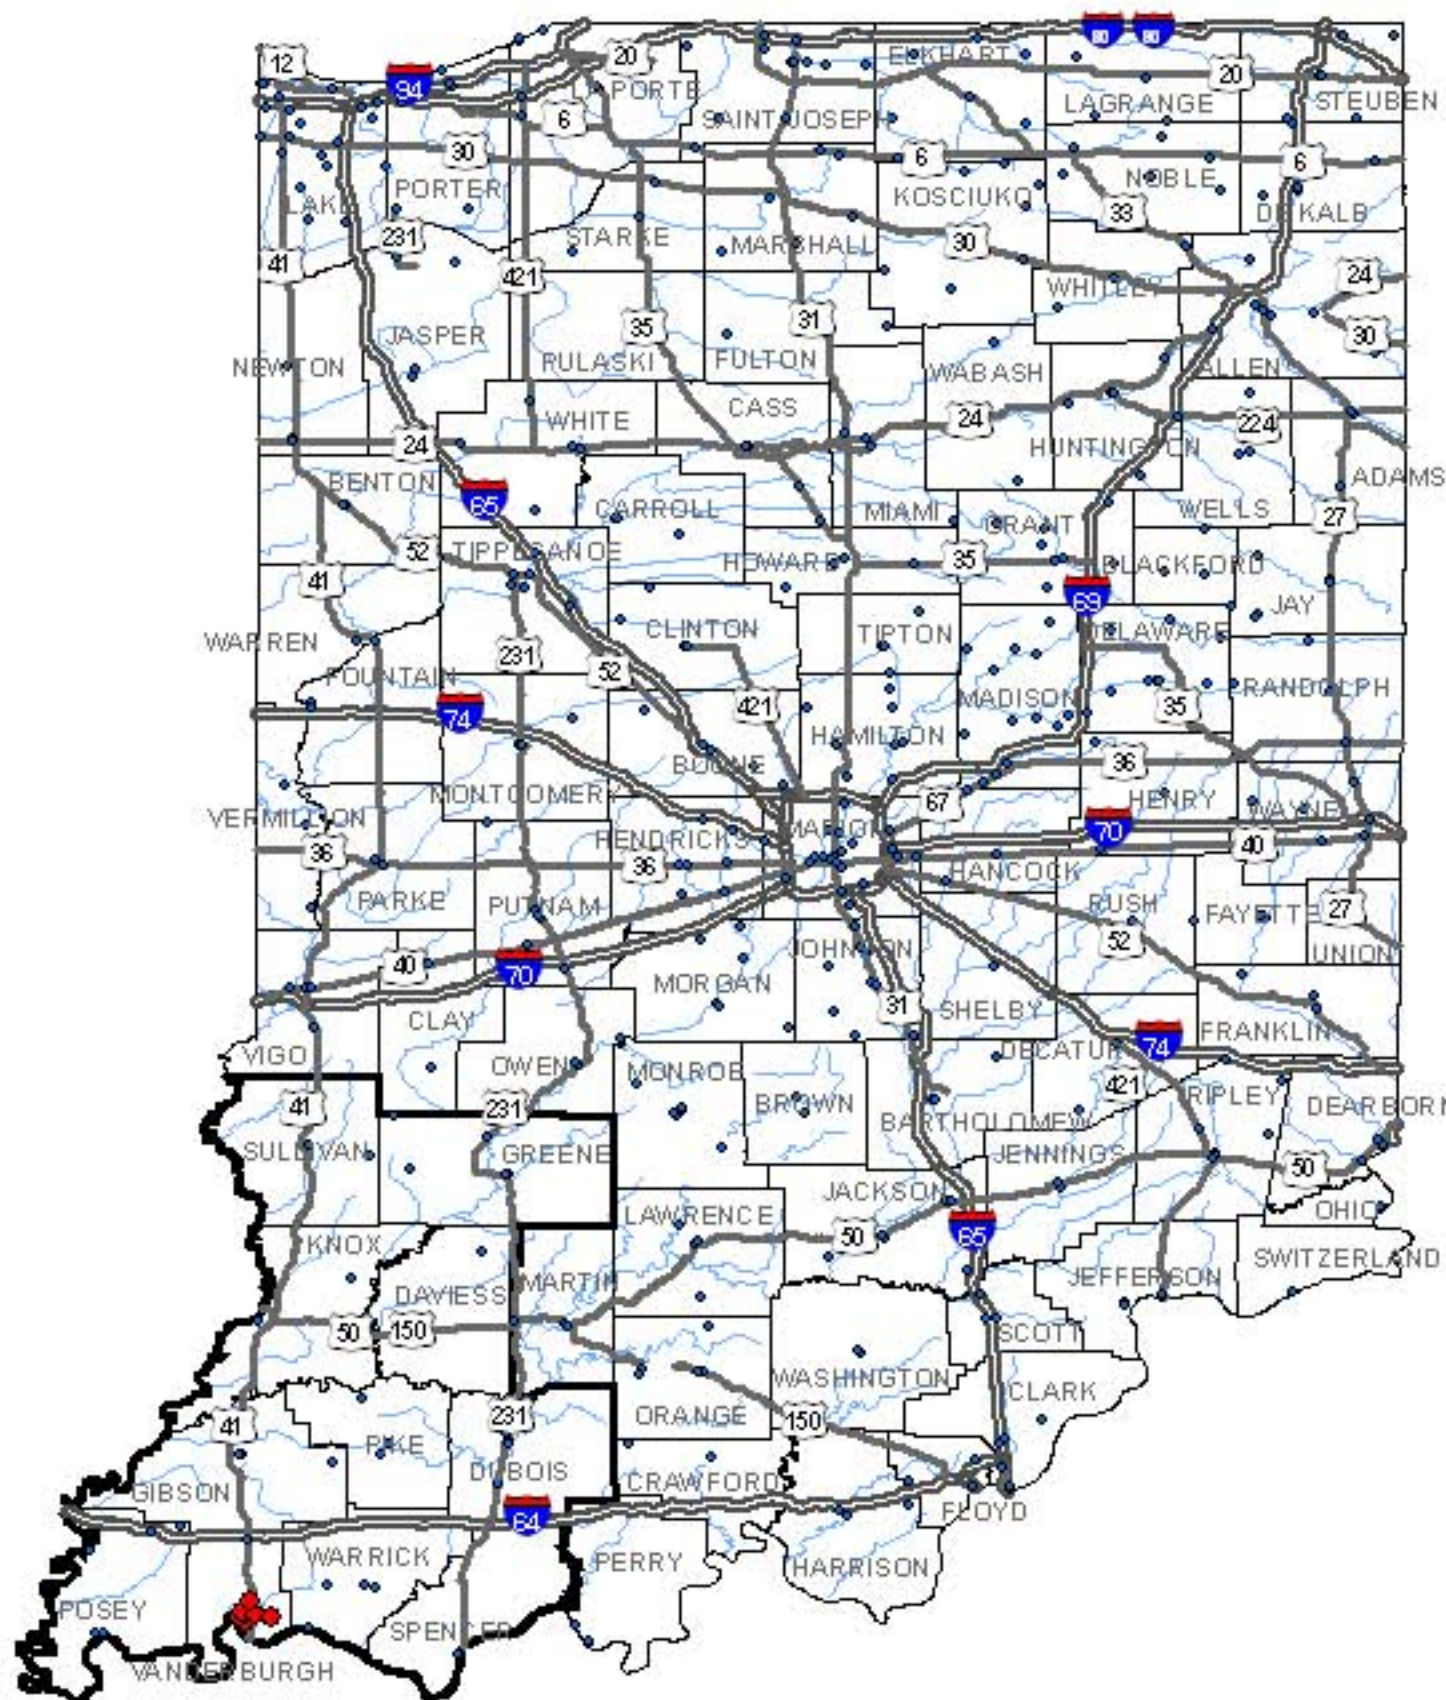 80 80
12 20 ELKHART
94 LA PORTE 20
LAGRANGE STEUBEN
6 SAINT JOSEPH
30 6 6
PORTER KOSCIUKO NOBLE
LAKE 33 DE KALB
231 STARKE MARSHALL 30
41 421 WHITLEY 24
35 31 30
JASPER
NEWTON PULASKI FULTON WABASH ALLEN
WHITE CASS 24 224
24 HUNTINGTON
BENTON 65 ADAMS
CARROLL MIAMI GRANT WELLS 27
52 TIPPECANOE HOWARD 35 BLACKFORD
41 69 JAY
WARREN CLINTON TIPTON DELAWARE
231 52
FOUNTAIN MADISON RANDOLPH
74 421 35
HAMILTON
BOONE 36
MONTGOMERY 67 HENRY WAYNE
VERMILLION HENDRICKS MARION 70
36 36 40
HANCOCK
PARKE PUTNAM RUSH FAYETTE 27
52
40 70 JOHNSON UNION
MORGAN
31 SHELBY
CLAY FRANKLIN
VIGO OWEN MONROE DECATUR 74
41 231 BROWN 421 RIPLEY DEARBORN
BARTHOLOMEW
SULLIVAN GREENE JENNINGS 50
JACKSON
LAWRENCE OHIO
KNOX 50 65
MARTIN SWITZERLAND
DAVIESS JEFFERSON
50 150 SCOTT
WASHINGTON
CLARK
41 231 ORANGE 150
PIKE
DUBOIS CRAWFORD
GIBSON
64 FLOYD
WARRICK PERRY HARRISON
POSEY
SPENCER
VANDERBURGH